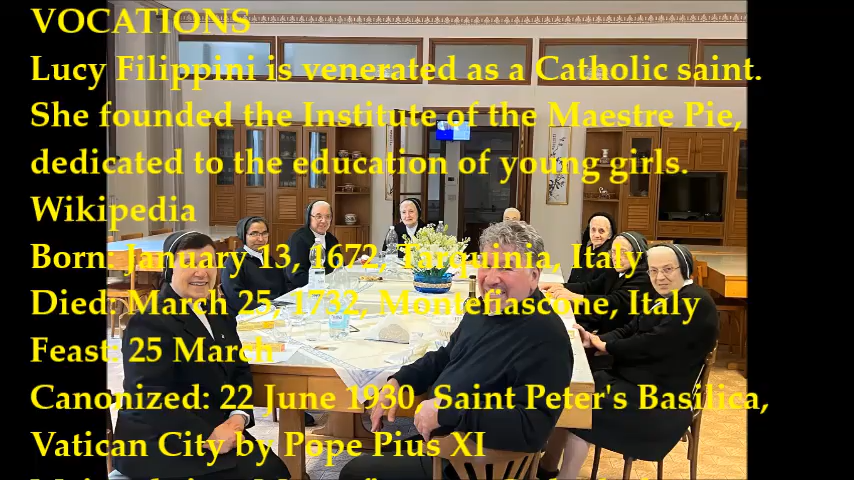 VOCATIONS
Lucy Filippini is venerated as a Catholic saint.
She founded the Institute of the Maestre Pie,
dedicated to the education of young girls.
Wikipedia
Born: January 13, 1672, Tarquinia, Italy
Died: March 25, 1732, Montefiascone, Italy
Feast: 25 March
Canonized: 22 June 1930, Saint Peter's Basilica,
Vatican City by Pope Pius XI